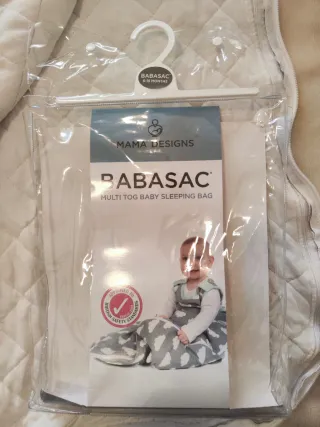 BABASAC
MAMA DESIGNS
BABASAC
MULTI TOG BABY SLEEPING BAG